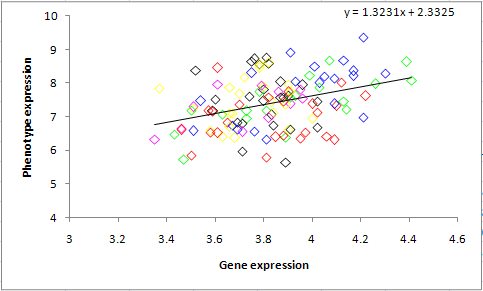 y = 1.3231x + 2.3325
10
9
8
7
6
5
4
Phenotype expression
3 3.2 3.4 3.6 3.8 4 4.2 4.4 4.6
Gene expression